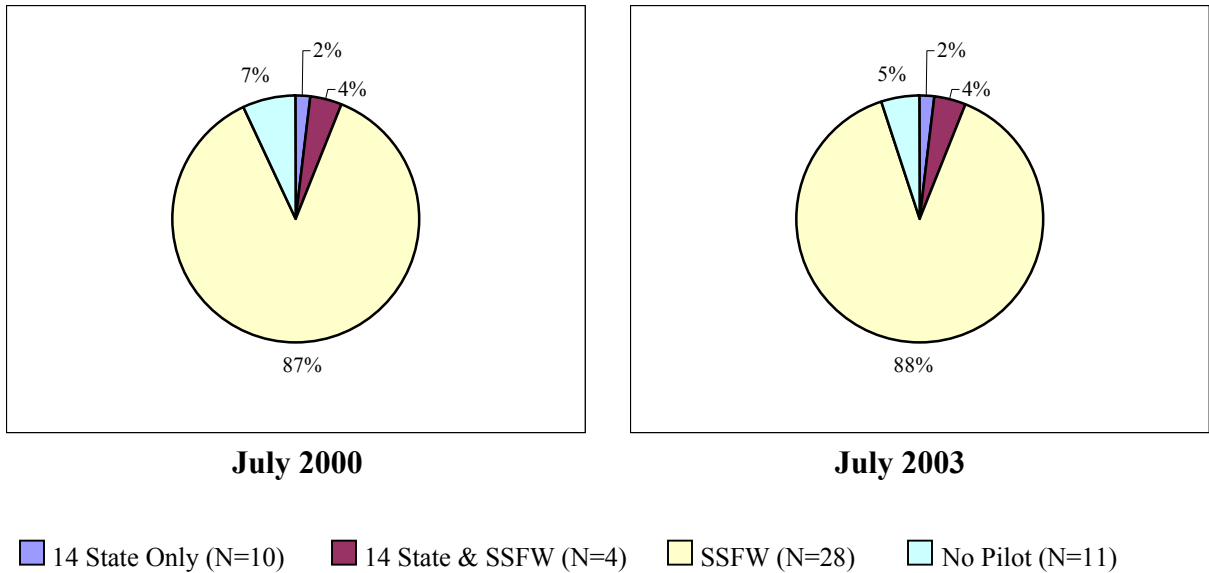 2%
4%
7%
87%
July 2000
2%
4%
5%
88%
July 2003
14 State Only (N=10)
14 State & SSFW (N=4)
SSFW (N=28)
No Pilot (N=11)